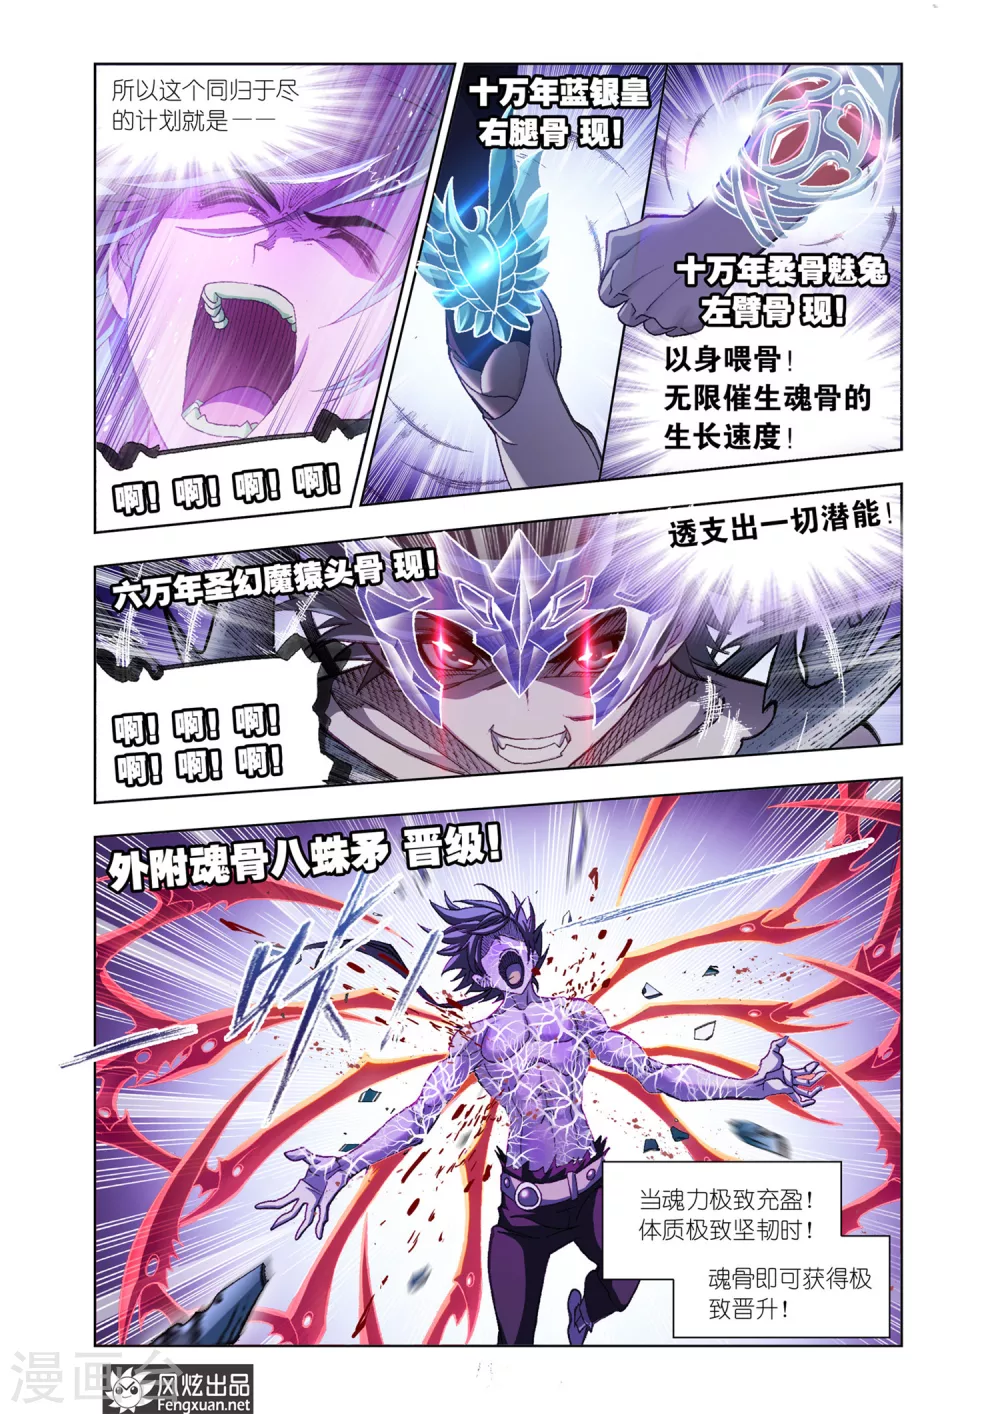 所以这个同归于尽
的计划就是——
十万年蓝银皇
右腿骨 现！
十万年柔骨魅兔
左臂骨 现！
以身喂骨！
无限催生魂骨的
生长速度！
啊！啊！啊！啊！
透支出一切潜能！
六万年圣幻魔猿头骨 现！
啊！啊！啊！
啊！啊！啊！
外附魂骨八蛛矛 晋级！
咔
当魂力极致充盈！
体质极致坚韧时！
魂骨即可获得极
致晋升！
漫画台
风炫出品
Fengxuan.net